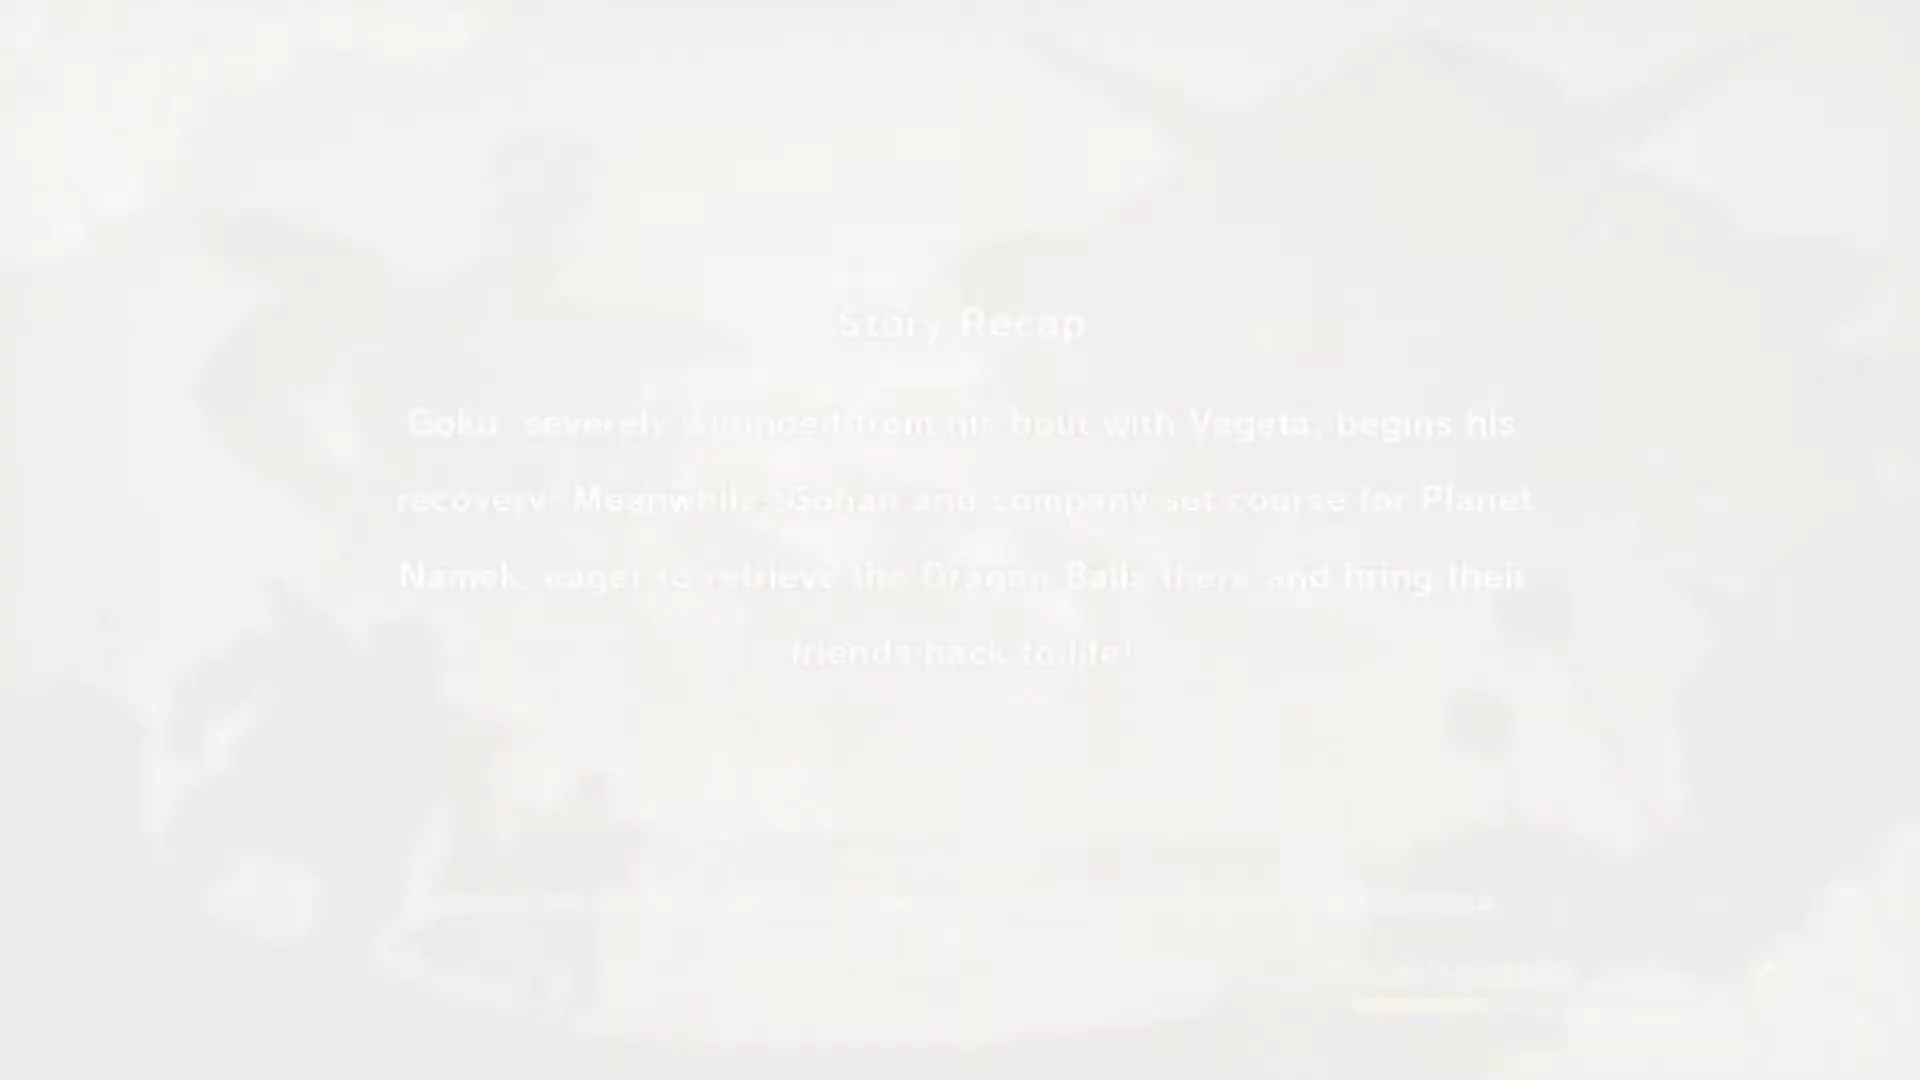 Story Recap
Goku, severely wounded from his bout with Vegeta, begins his
recovery. Meanwhile, Gohan and company set course for Planet
Namek, eager to retrieve the Dragon Balls there and bring their
friends back to life!